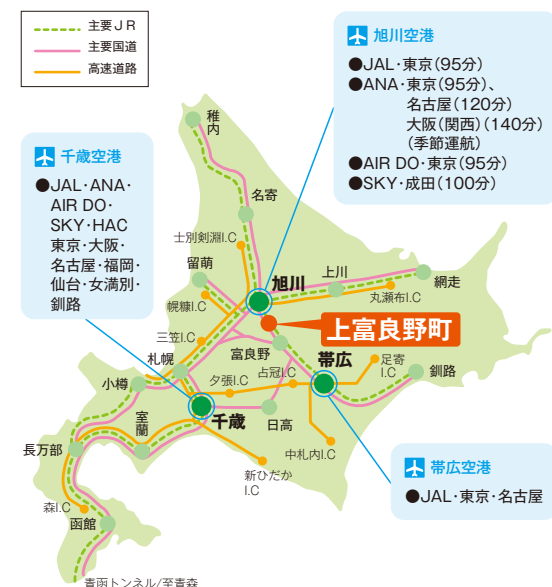 主要ＪＲ
主要国道
高速道路
旭川空港
●JAL・東京（95分）
●ANA・東京（95分）、
名古屋（120分）
大阪（関西）（140分）
（季節運航）
●AIR DO・東京（95分）
●SKY・成田（100分）
千歳空港
●JAL・ANA・
AIR DO・
SKY・HAC
東京・大阪・
名古屋・福岡・
仙台・女満別・
釧路
稚内
名寄
士別剣淵I.C
留萌
旭川
上川
網走
丸瀬布I.C
幌糠I.C
上富良野町
三笠I.C
富良野
札幌
足寄
I.C
占冠I.C
帯広
釧路
小樽
夕張I.C
室蘭
千歳
日高
長万部
中札内I.C
新ひだか
I.C
帯広空港
●JAL・東京・名古屋
森I.C
函館
青函トンネル/至青森